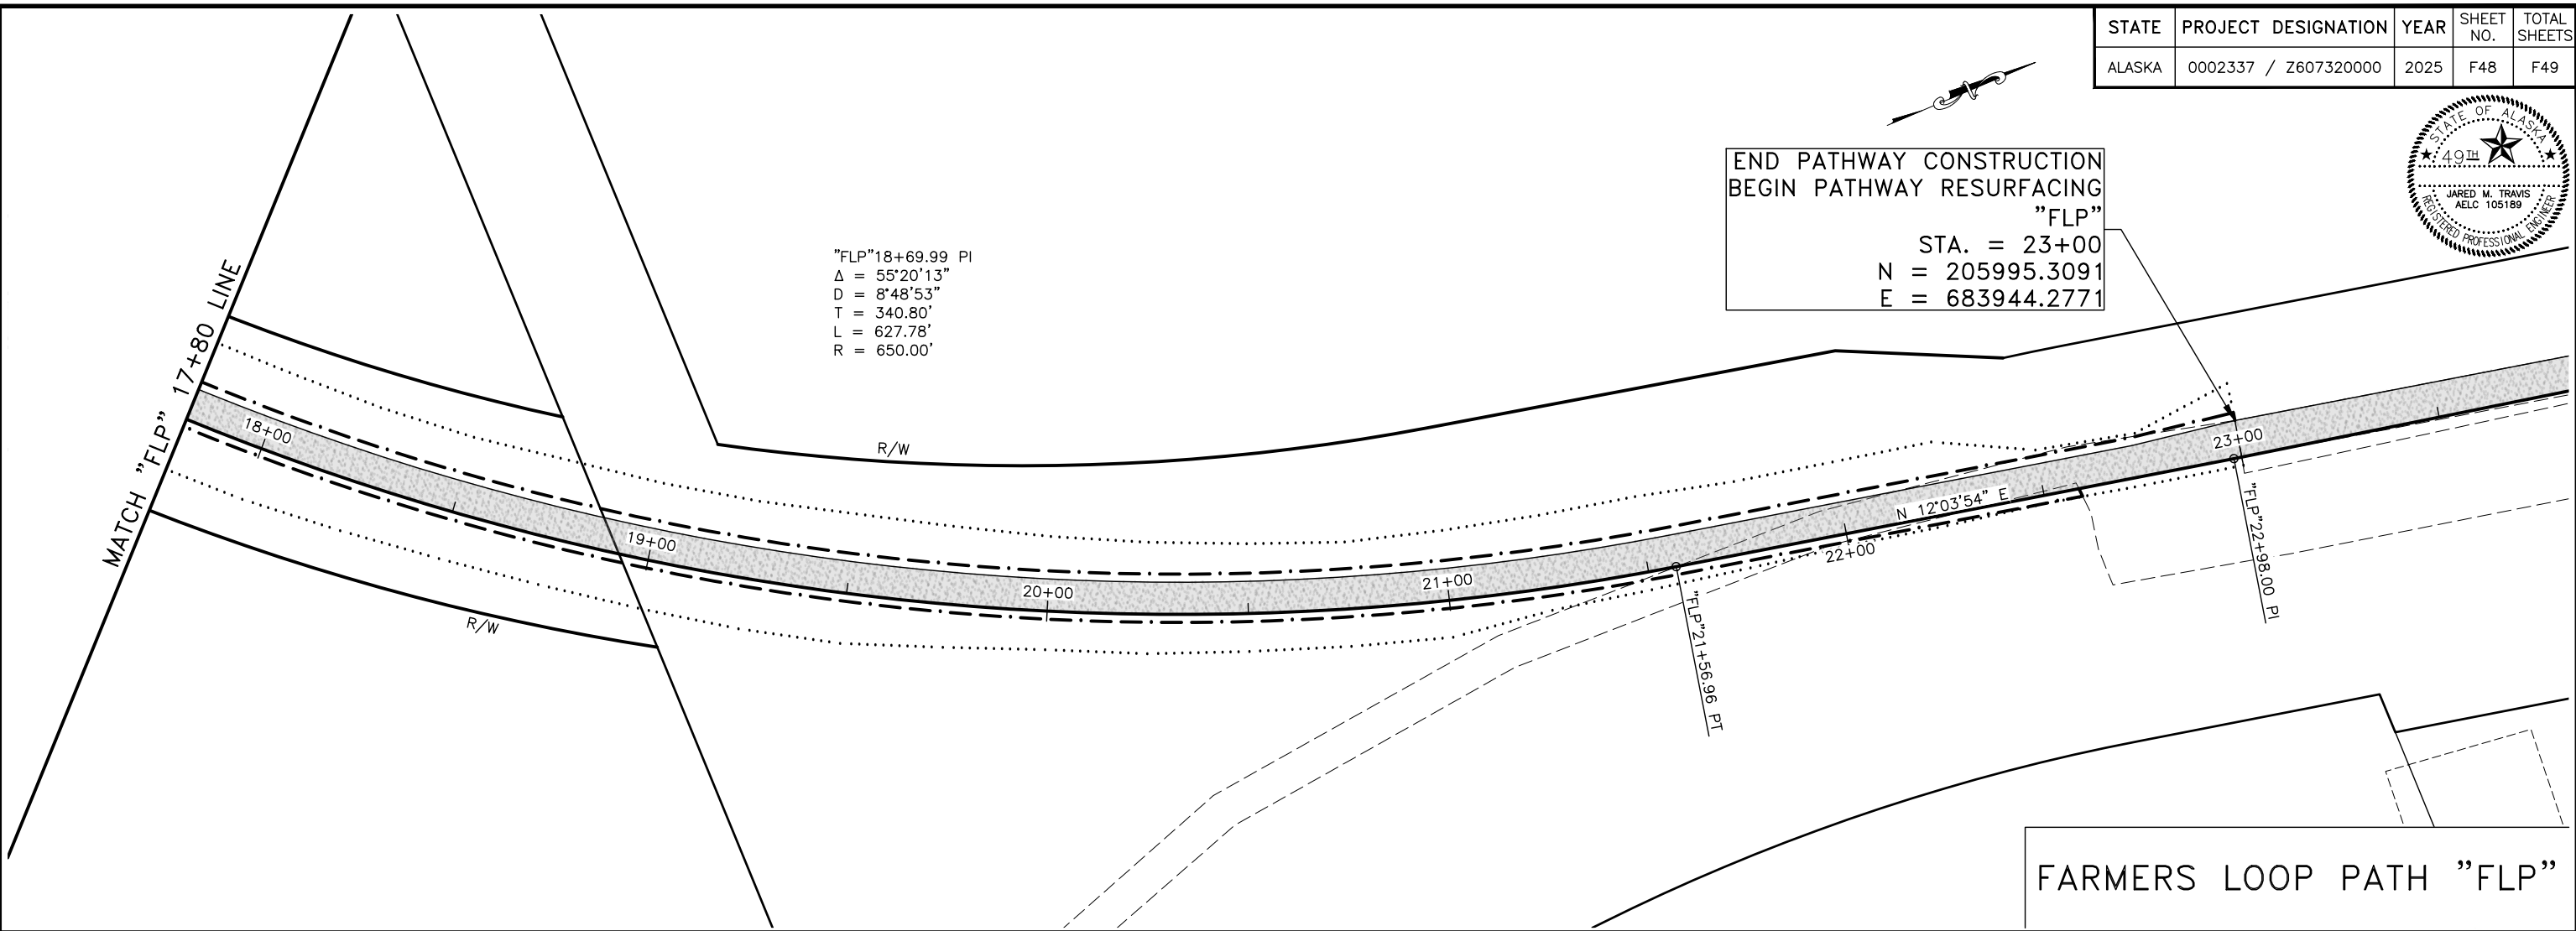 STATE PROJECT DESIGNATION YEAR SHEET NO. TOTAL SHEETS
ALASKA 0002337 / Z607320000 2025 F48 F49
STATE OF ALASKA
49TH
JARED M. TRAVIS
AELC 105189
REGISTERED PROFESSIONAL ENGINEER
END PATHWAY CONSTRUCTION
BEGIN PATHWAY RESURFACING
"FLP"
STA. = 23+00
N = 205995.3091
E = 683944.2771
"FLP"18+69.99 PI
Δ = 55°20'13"
D = 8°48'53"
T = 340.80'
L = 627.78'
R = 650.00'
MATCH "FLP" 17+80 LINE
R/W
R/W
18+00
19+00
20+00
21+00
22+00
23+00
N 12°03'54" E
"FLP"21+56.96 PT
"FLP"22+98.00 PI
FARMERS LOOP PATH "FLP"